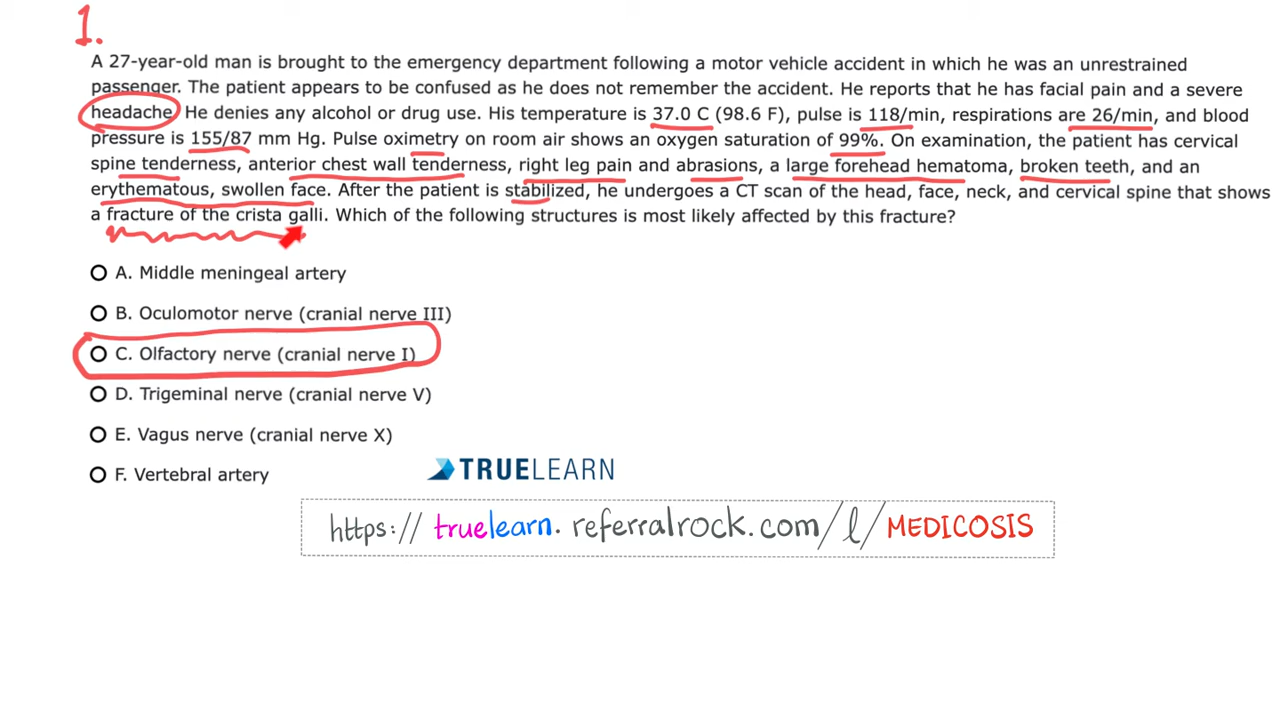 1.
A 27-year-old man is brought to the emergency department following a motor vehicle accident in which he was an unrestrained
passenger. The patient appears to be confused as he does not remember the accident. He reports that he has facial pain and a severe
headache. He denies any alcohol or drug use. His temperature is 37.0 C (98.6 F), pulse is 118/min, respirations are 26/min, and blood
pressure is 155/87 mm Hg. Pulse oximetry on room air shows an oxygen saturation of 99%. On examination, the patient has cervical
spine tenderness, anterior chest wall tenderness, right leg pain and abrasions, a large forehead hematoma, broken teeth, and an
erythematous, swollen face. After the patient is stabilized, he undergoes a CT scan of the head, face, neck, and cervical spine that shows
a fracture of the crista galli. Which of the following structures is most likely affected by this fracture?
A. Middle meningeal artery
B. Oculomotor nerve (cranial nerve III)
C. Olfactory nerve (cranial nerve I)
D. Trigeminal nerve (cranial nerve V)
E. Vagus nerve (cranial nerve X)
F. Vertebral artery
TRUELEARN
https://truelearn.referralrock.com/l/MEDICOSIS